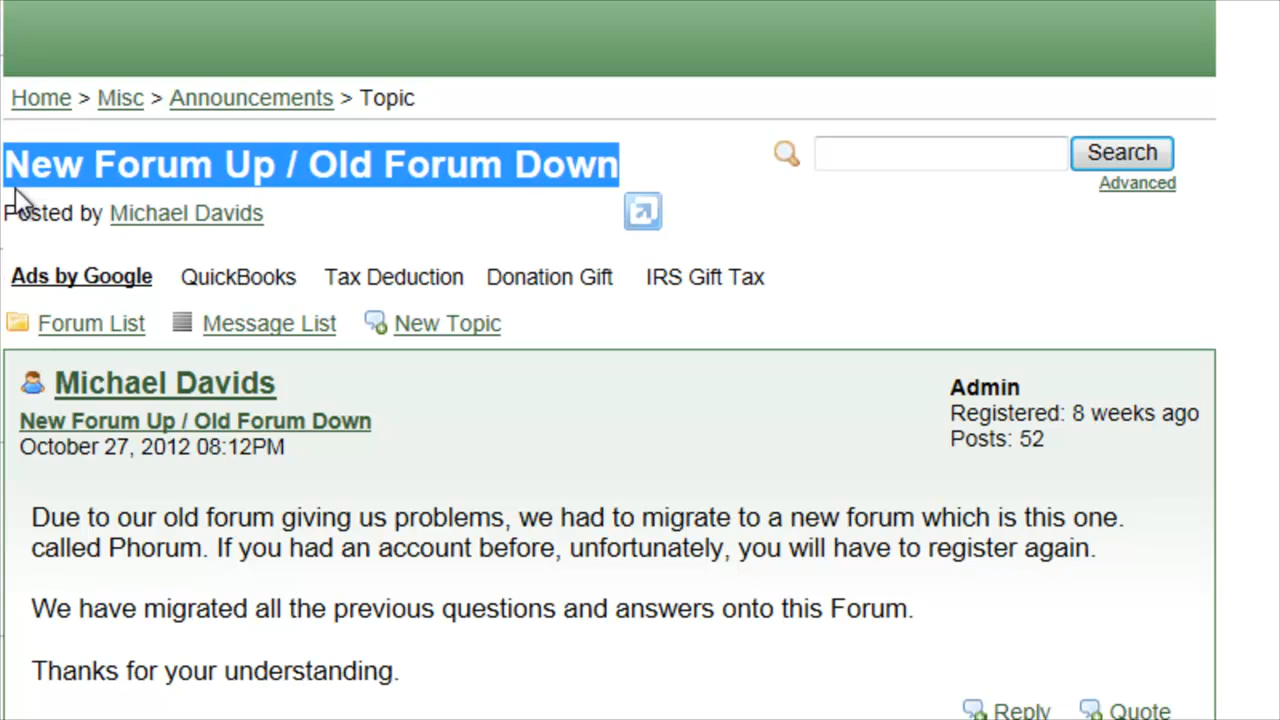 Home > Misc > Announcements > Topic
New Forum Up / Old Forum Down
Search
Advanced
Posted by Michael Davids
Ads by Google QuickBooks Tax Deduction Donation Gift IRS Gift Tax
Forum List Message List New Topic
Michael Davids
New Forum Up / Old Forum Down
October 27, 2012 08:12PM
Admin
Registered: 8 weeks ago
Posts: 52
Due to our old forum giving us problems, we had to migrate to a new forum which is this one.
called Phorum. If you had an account before, unfortunately, you will have to register again.
We have migrated all the previous questions and answers onto this Forum.
Thanks for your understanding.
Reply Quote